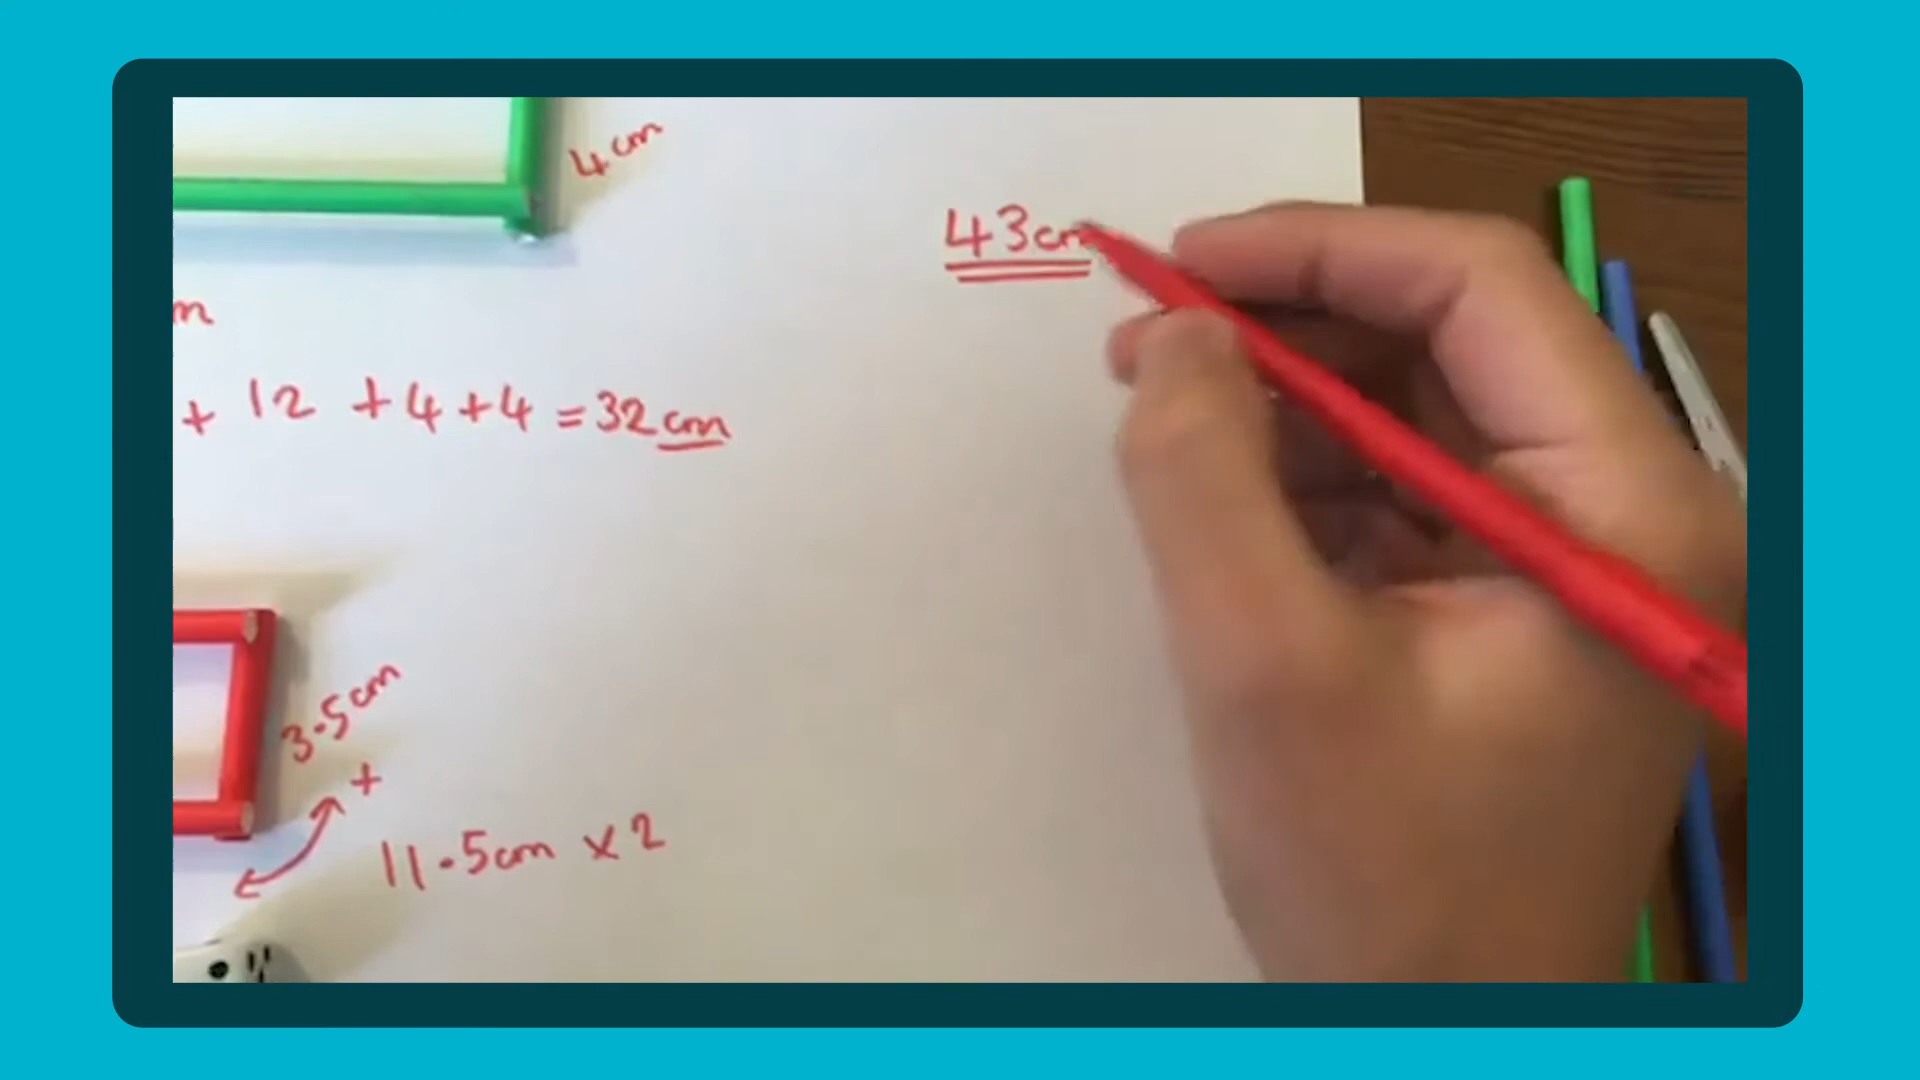 4cm
43cm
m
+ 12 + 4 + 4 = 32cm
3.5cm
+
11.5cm x 2